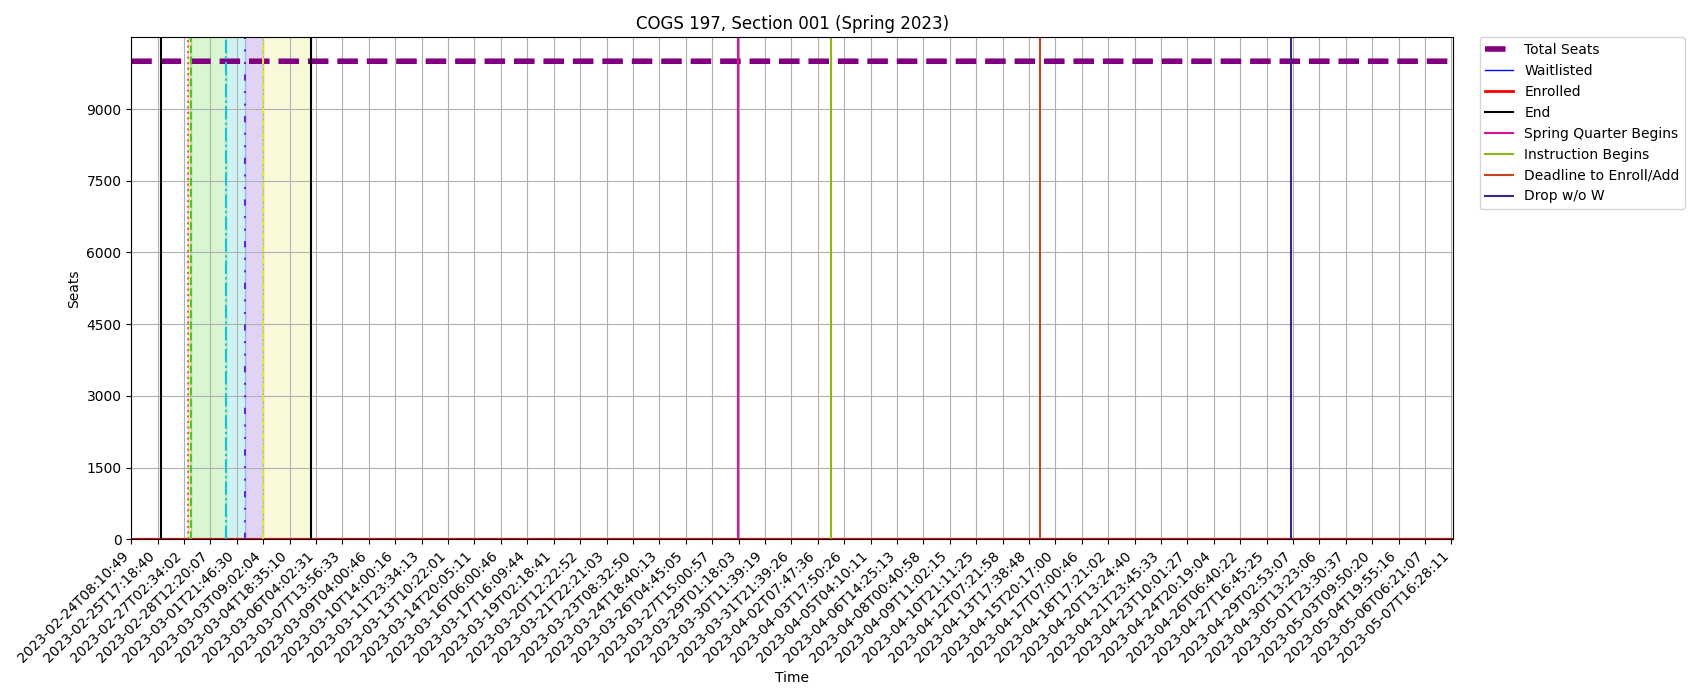 COGS 197, Section 001 (Spring 2023)
Total Seats
Waitlisted
Enrolled
End
Spring Quarter Begins
Instruction Begins
Deadline to Enroll/Add
Drop w/o W
Seats
9000
7500
6000
4500
3000
1500
0
2023-02-24T08:10:49
2023-02-25T17:18:40
2023-02-27T02:34:02
2023-02-28T12:20:07
2023-03-01T21:46:30
2023-03-03T09:02:04
2023-03-04T18:35:10
2023-03-06T04:02:31
2023-03-07T13:56:33
2023-03-09T04:00:46
2023-03-10T14:00:16
2023-03-11T23:34:13
2023-03-13T10:22:01
2023-03-14T20:05:11
2023-03-16T06:00:46
2023-03-17T16:09:44
2023-03-19T02:18:41
2023-03-20T12:22:52
2023-03-21T22:21:03
2023-03-23T08:32:50
2023-03-24T18:40:13
2023-03-26T04:45:05
2023-03-27T15:00:57
2023-03-29T01:18:03
2023-03-30T11:39:19
2023-03-31T21:39:26
2023-04-02T07:47:36
2023-04-03T17:50:26
2023-04-05T04:10:11
2023-04-06T14:25:13
2023-04-08T00:40:58
2023-04-09T11:02:15
2023-04-10T21:11:25
2023-04-12T07:21:58
2023-04-13T17:38:48
2023-04-15T20:17:00
2023-04-17T07:00:46
2023-04-18T17:21:02
2023-04-20T13:24:40
2023-04-21T23:45:33
2023-04-23T10:01:27
2023-04-24T20:19:04
2023-04-26T06:40:22
2023-04-27T16:45:25
2023-04-29T02:53:07
2023-04-30T13:23:06
2023-05-01T23:30:37
2023-05-03T09:50:20
2023-05-04T19:55:16
2023-05-06T06:21:07
2023-05-07T16:28:11
Time